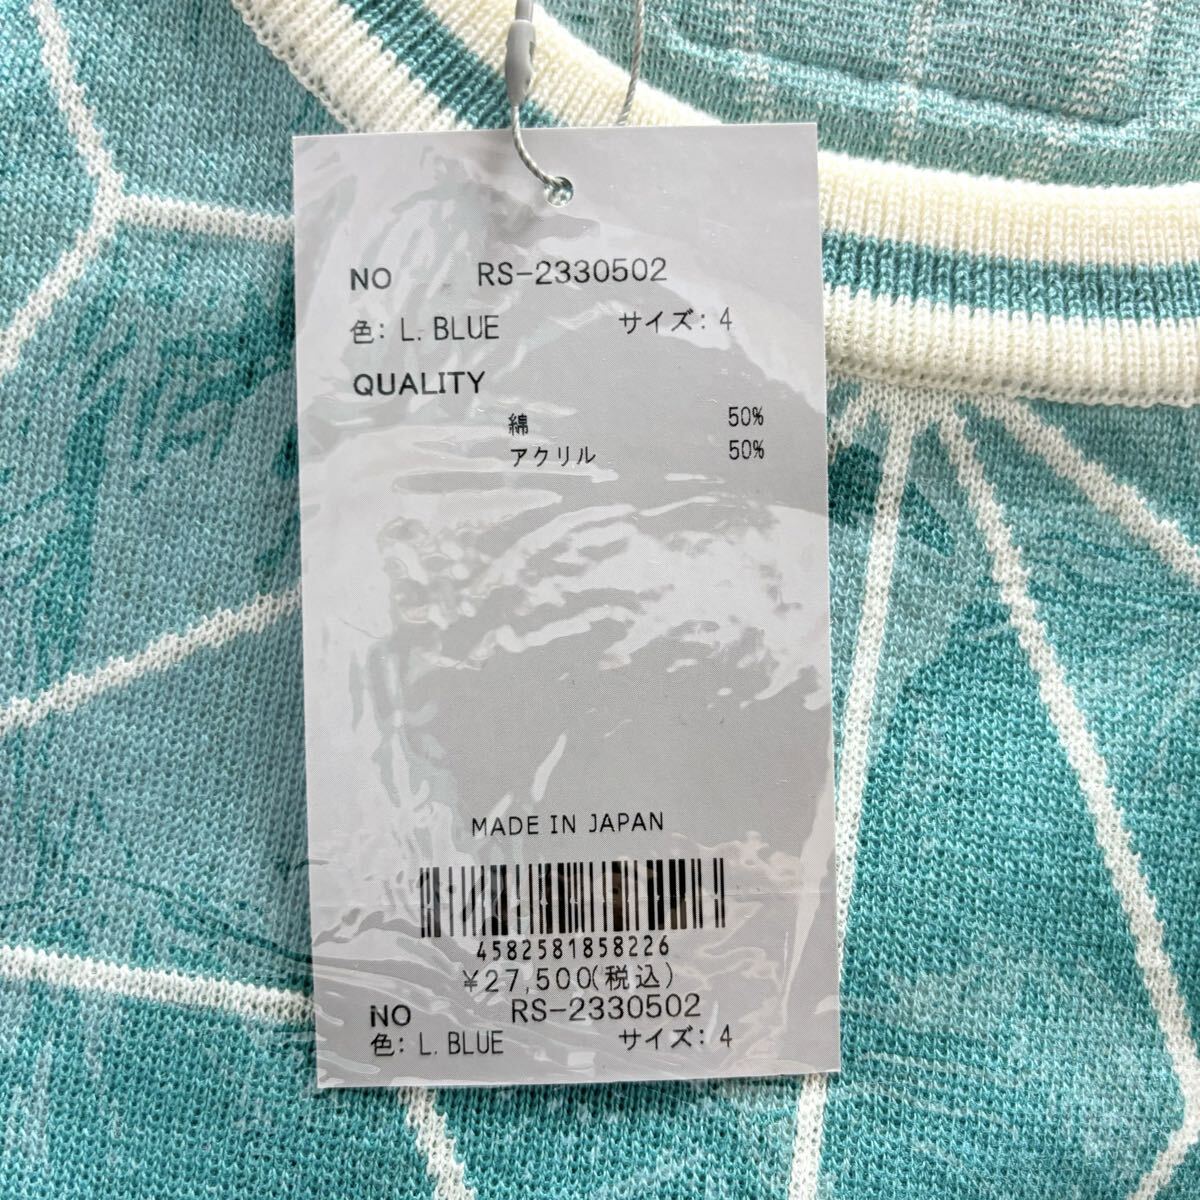 NO RS-2330502
色: L. BLUE サイズ: 4
QUALITY
綿 50%
アクリル 50%
MADE IN JAPAN
4582581858226
¥27,500(税込)
NO RS-2330502
色: L. BLUE サイズ: 4